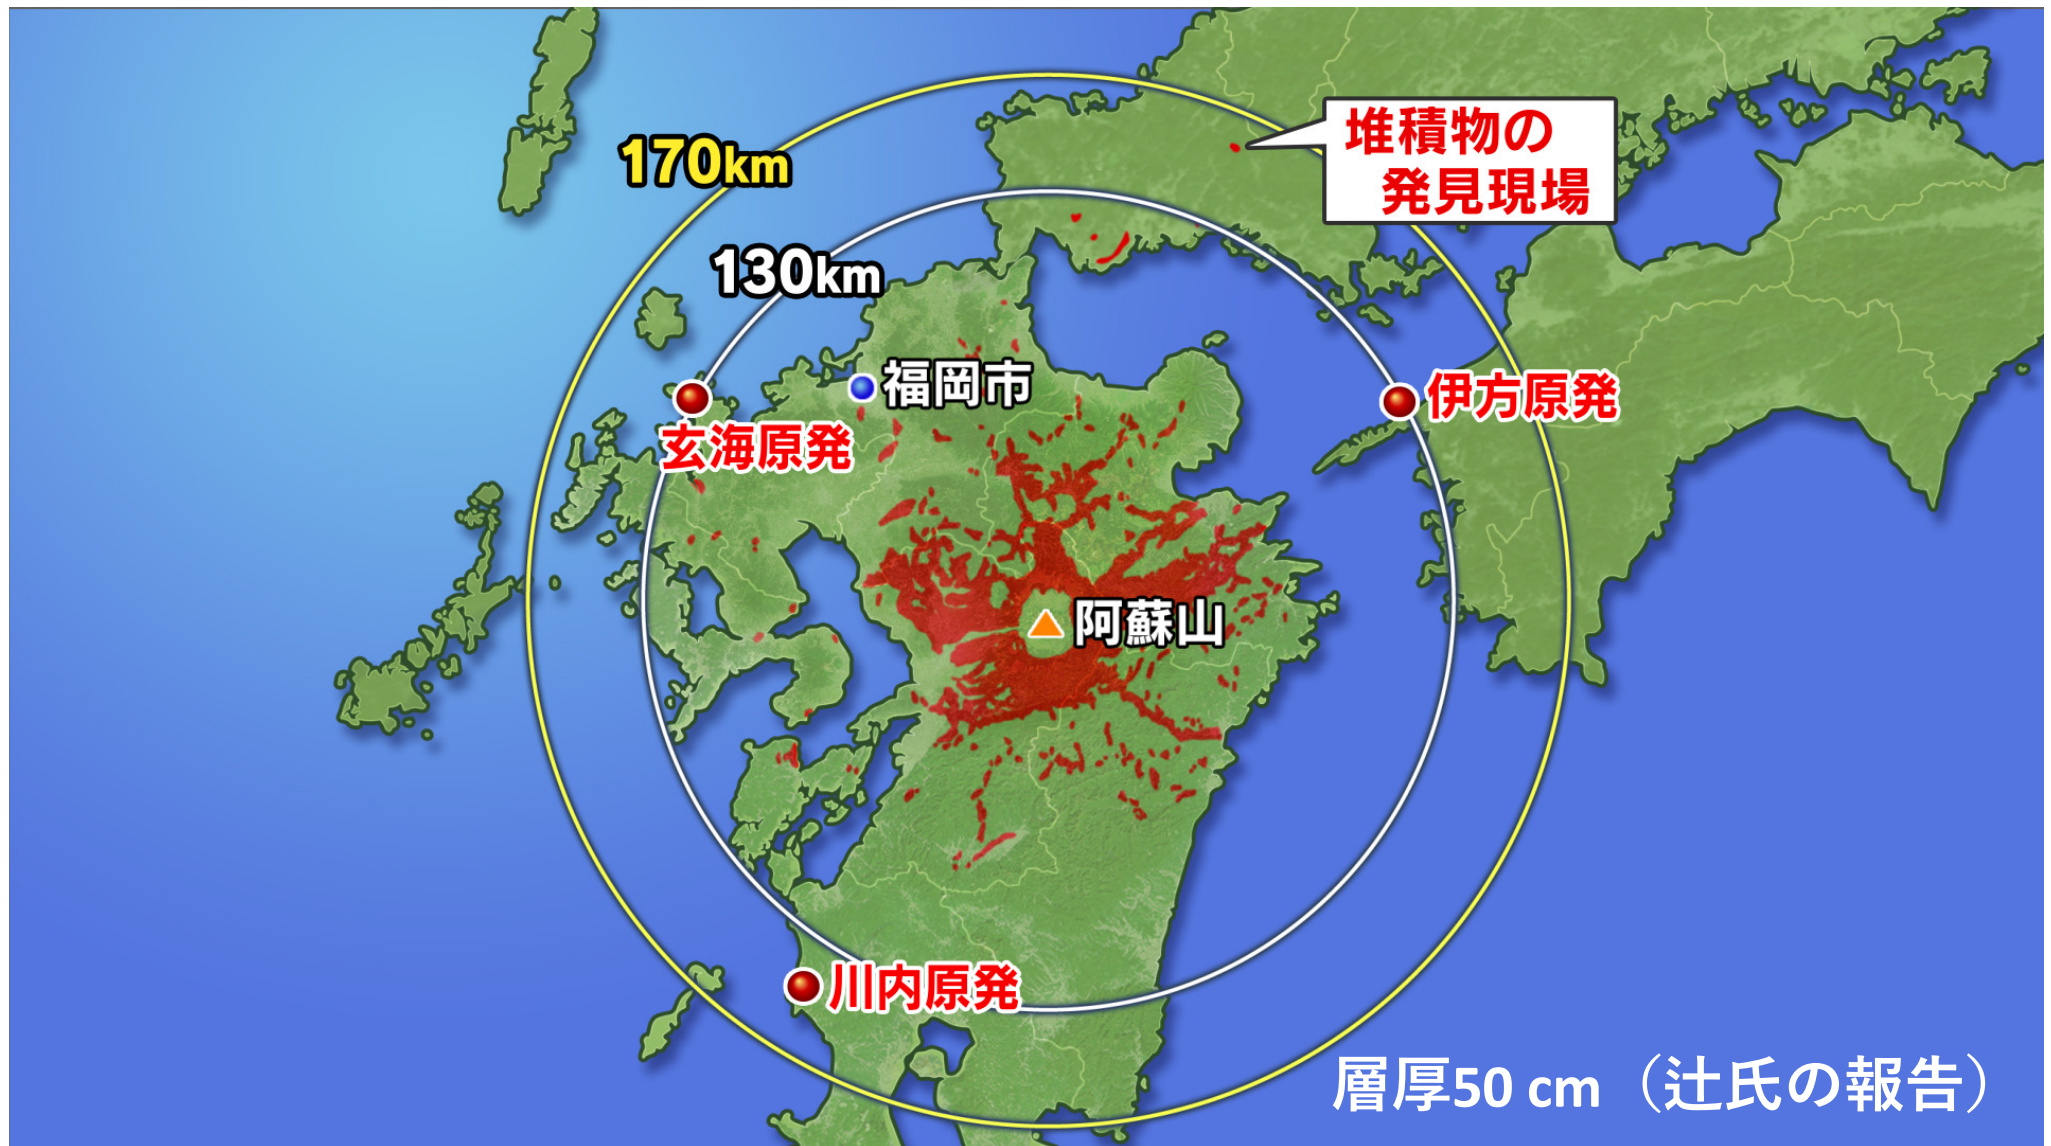 170km
堆積物の
発見現場
130km
福岡市
伊方原発
玄海原発
阿蘇山
川内原発
層厚50 cm（辻氏の報告）